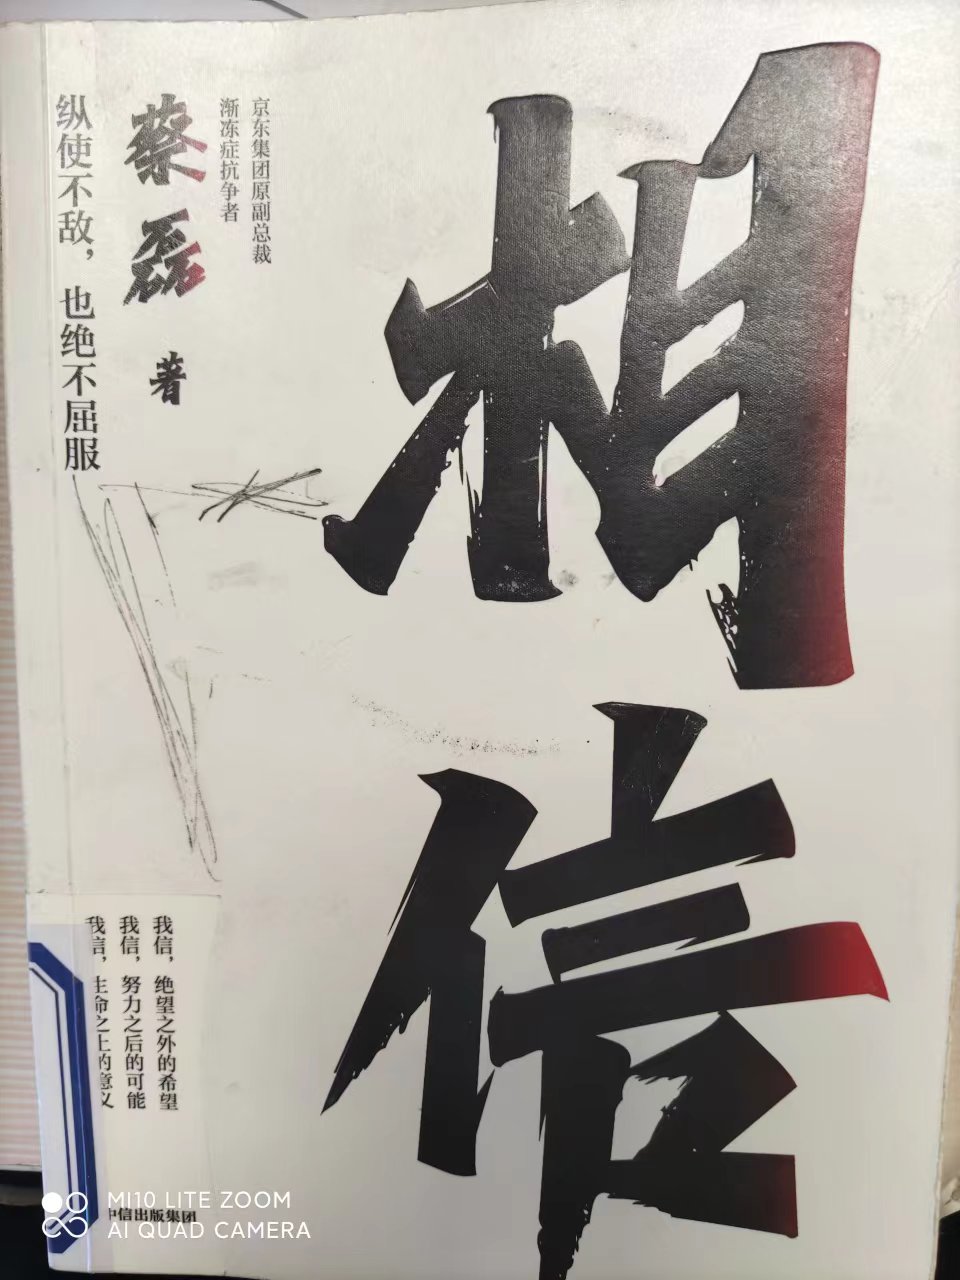 相信
京东集团原副总裁
渐冻症抗争者
蔡磊 著
纵使不敌，也绝不屈服
我信，绝望之外的希望
我信，努力之后的可能
我信，生命之上的意义
中信出版集团
MI10 LITE ZOOM
AI QUAD CAMERA